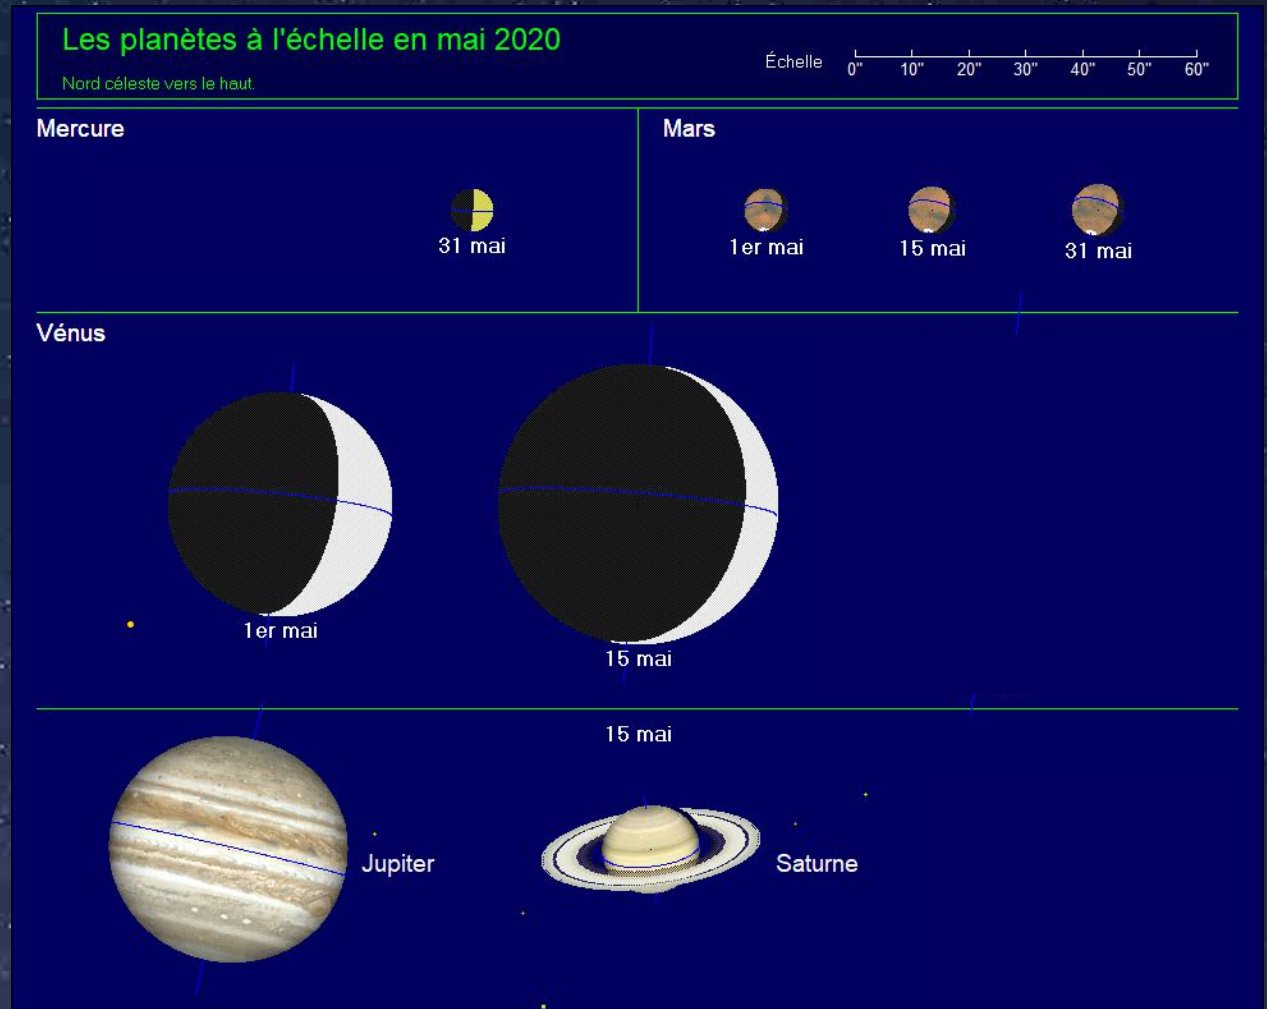 Les planètes à l'échelle en mai 2020
Nord céleste vers le haut.
Échelle
0" 10" 20" 30" 40" 50" 60"
Mercure
31 mai
Mars
1er mai 15 mai 31 mai
Vénus
1er mai
15 mai
15 mai
Jupiter
Saturne